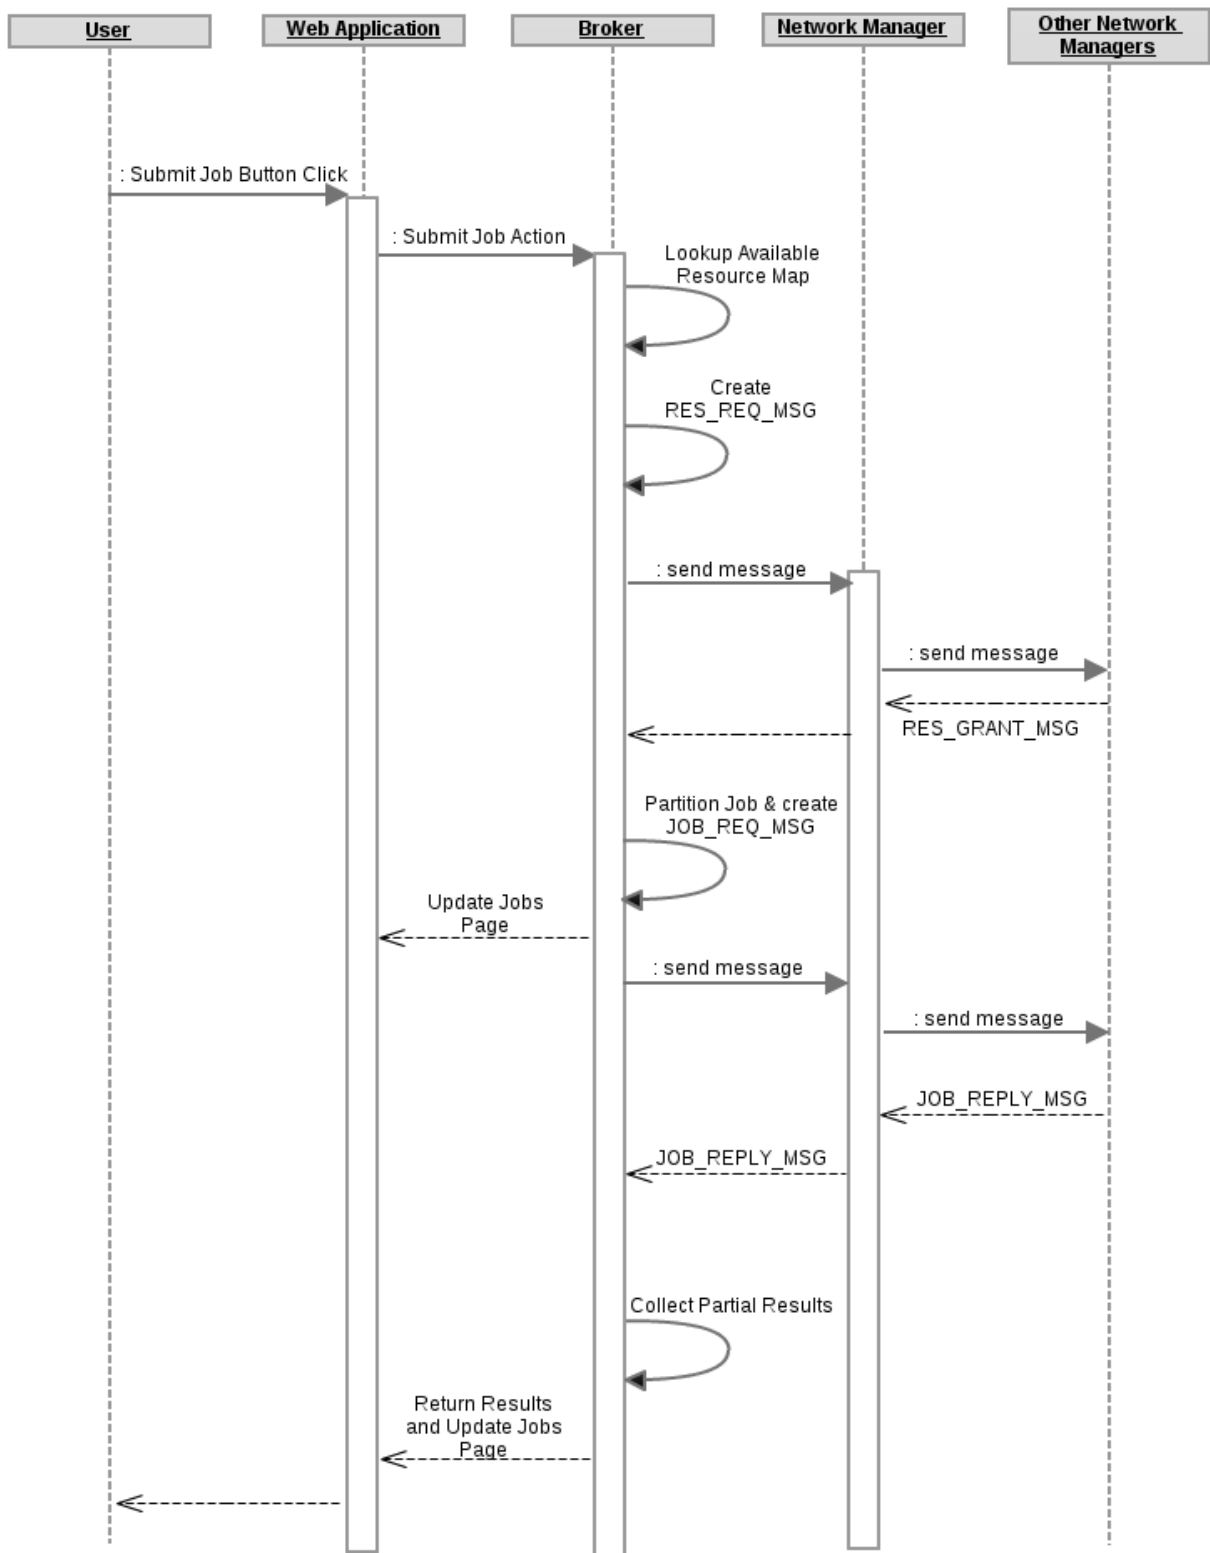 User
Web Application
Broker
Network Manager
Other Network
Managers
: Submit Job Button Click
: Submit Job Action
Lookup Available
Resource Map
Create
RES_REQ_MSG
: send message
: send message
RES_GRANT_MSG
Partition Job & create
JOB_REQ_MSG
Update Jobs
Page
: send message
: send message
JOB_REPLY_MSG
JOB_REPLY_MSG
Collect Partial Results
Return Results
and Update Jobs
Page